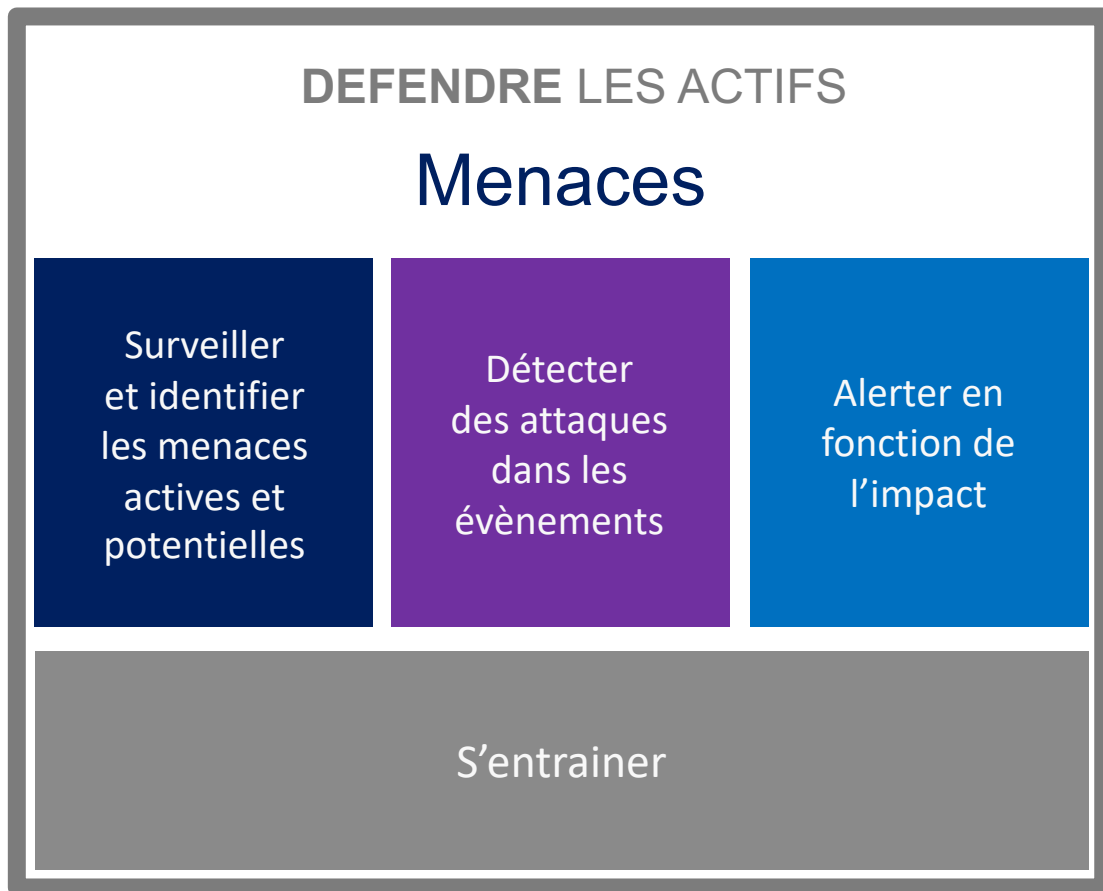 DEFENDRE LES ACTIFS
Menaces
Surveiller
et identifier
les menaces
actives et
potentielles
Détecter
des attaques
dans les
évènements
Alerter en
fonction de
l’impact
S’entrainer